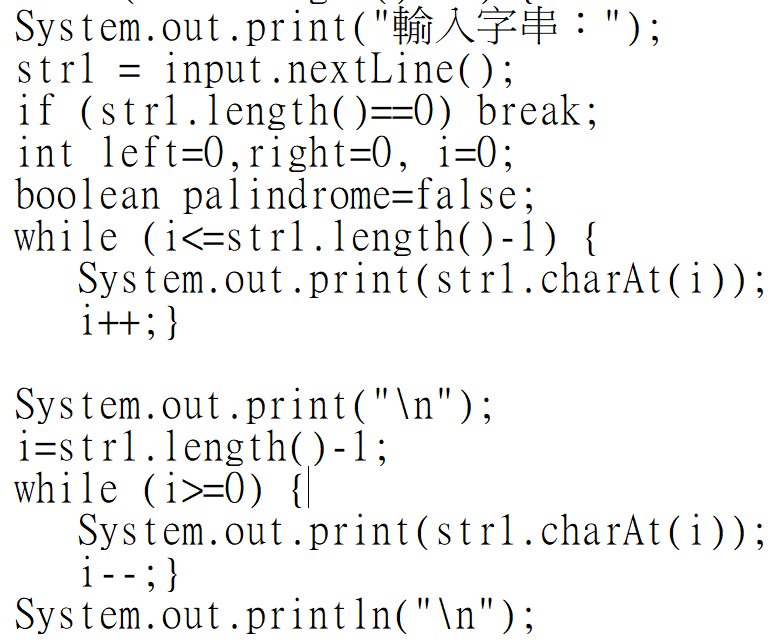 System.out.print("輸入字串：");
str1 = input.nextLine();
if (str1.length()==0) break;
int left=0,right=0, i=0;
boolean palindrome=false;
while (i<=str1.length()-1) {
System.out.print(str1.charAt(i));
i++;}
System.out.print("\n");
i=str1.length()-1;
while (i>=0) {
System.out.print(str1.charAt(i));
i--;}
System.out.println("\n");